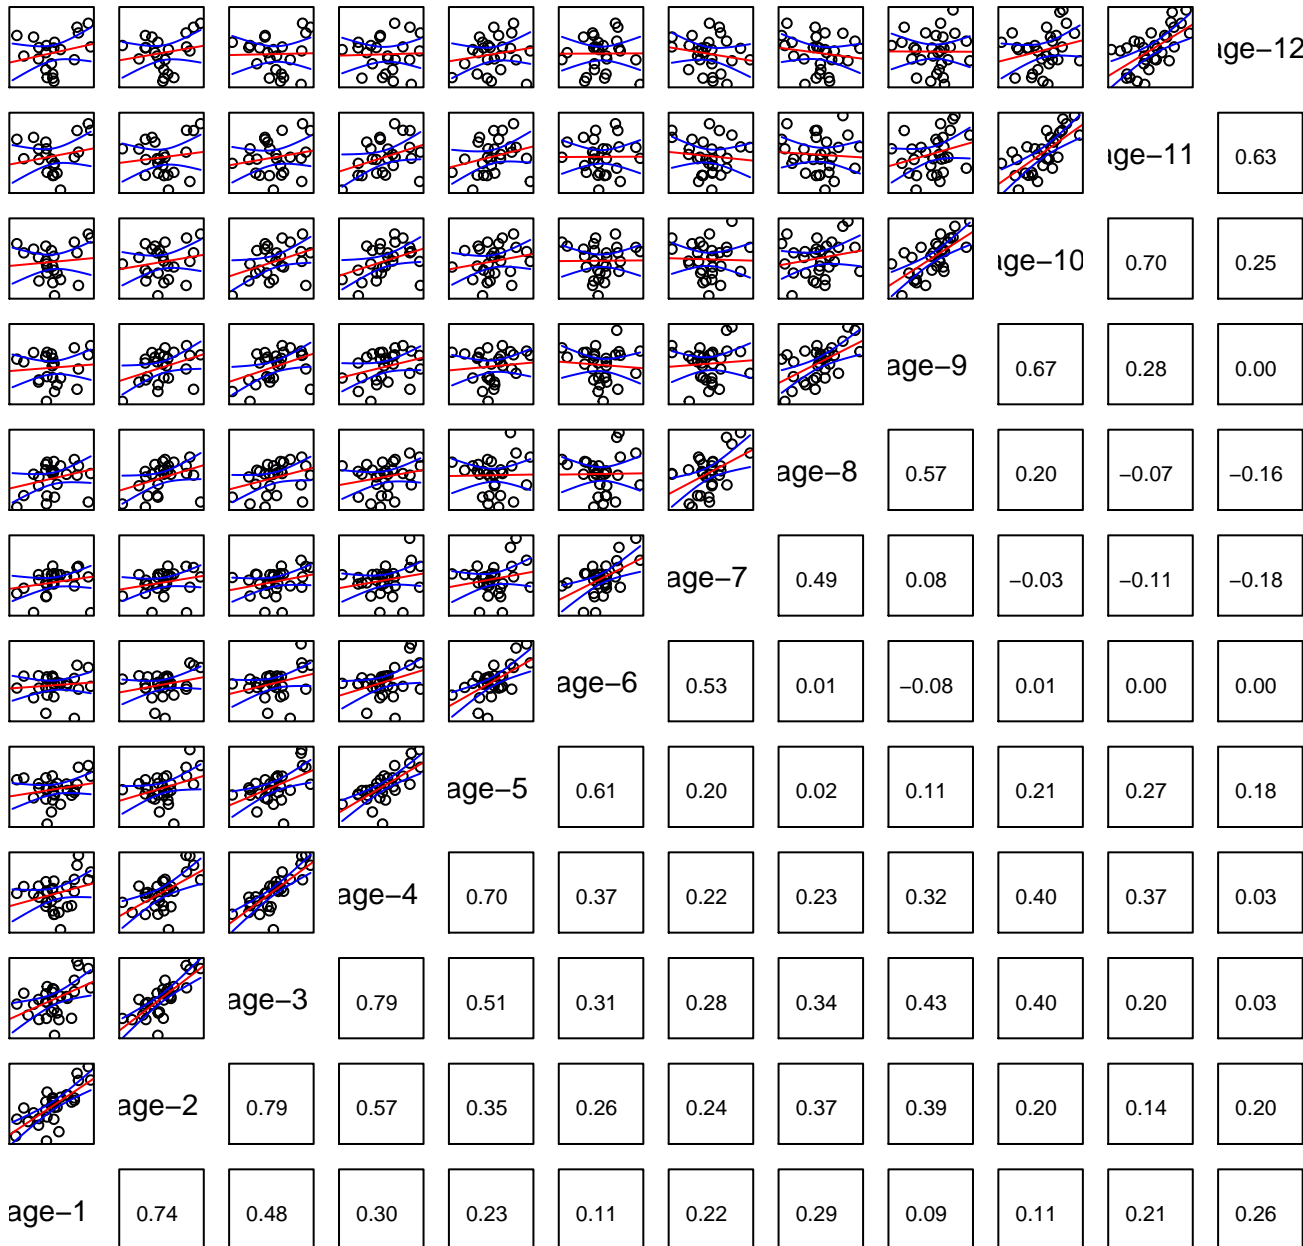 age−12
age−11 0.63
age−10 0.70 0.25
age−9 0.67 0.28 0.00
age−8 0.57 0.20 −0.07 −0.16
age−7 0.49 0.08 −0.03 −0.11 −0.18
age−6 0.53 0.01 −0.08 0.01 0.00 0.00
age−5 0.61 0.20 0.02 0.11 0.21 0.27 0.18
age−4 0.70 0.37 0.22 0.23 0.32 0.40 0.37 0.03
age−3 0.79 0.51 0.31 0.28 0.34 0.43 0.40 0.20 0.03
age−2 0.79 0.57 0.35 0.26 0.24 0.37 0.39 0.20 0.14 0.20
age−1 0.74 0.48 0.30 0.23 0.11 0.22 0.29 0.09 0.11 0.21 0.26